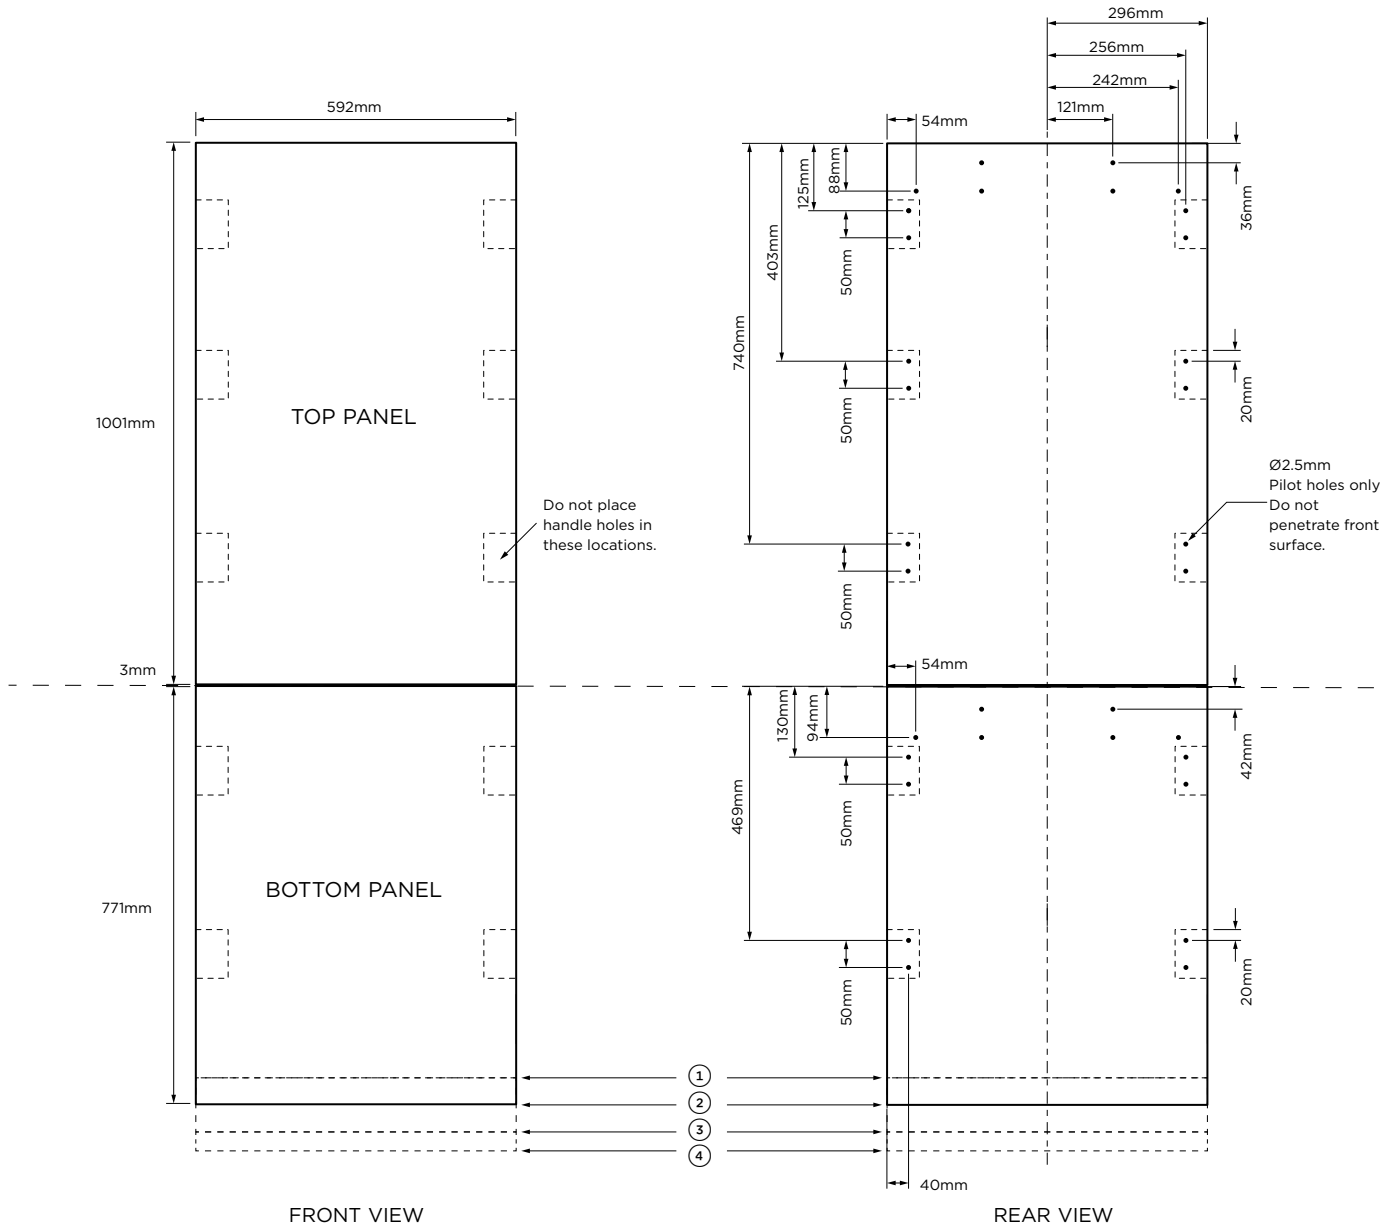 296mm
256mm
242mm
592mm
121mm
54mm
88mm
125mm
36mm
403mm
50mm
740mm
20mm
50mm
TOP PANEL
1001mm
Ø2.5mm
Pilot holes only
Do not
penetrate front
surface.
Do not place
handle holes in
these locations.
50mm
54mm
3mm
130mm
94mm
42mm
469mm
50mm
BOTTOM PANEL
771mm
50mm
20mm
1
2
3
4
40mm
FRONT VIEW
REAR VIEW